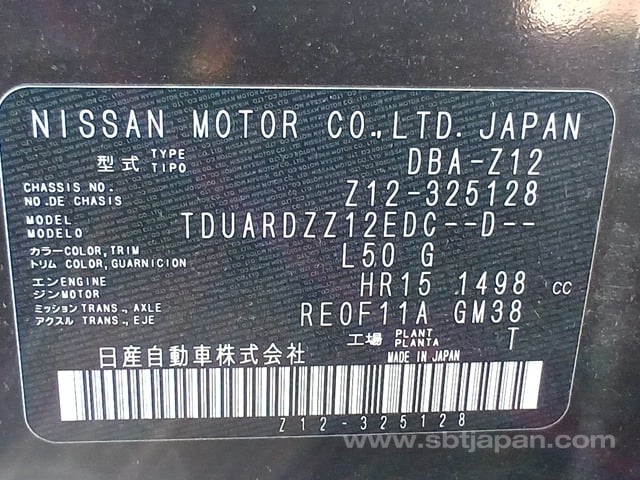 NISSAN MOTOR CO.,LTD. JAPAN
型式 TYPE TIPO DBA-Z12
CHASSIS NO. NO.DE CHASIS Z12-325128
MODEL MODELO TDUARDZZ12EDC--D--
カラー COLOR, TRIM トリム COLOR, GUARNICION L50 G
エンジン ENGINE MOTOR HR15 1498 CC
ミッション TRANS., AXLE アクスル TRANS., EJE RE0F11A GM38
工場 PLANT PLANTA T
日産自動車株式会社 MADE IN JAPAN
Z12-325128
www.sbtjapan.com